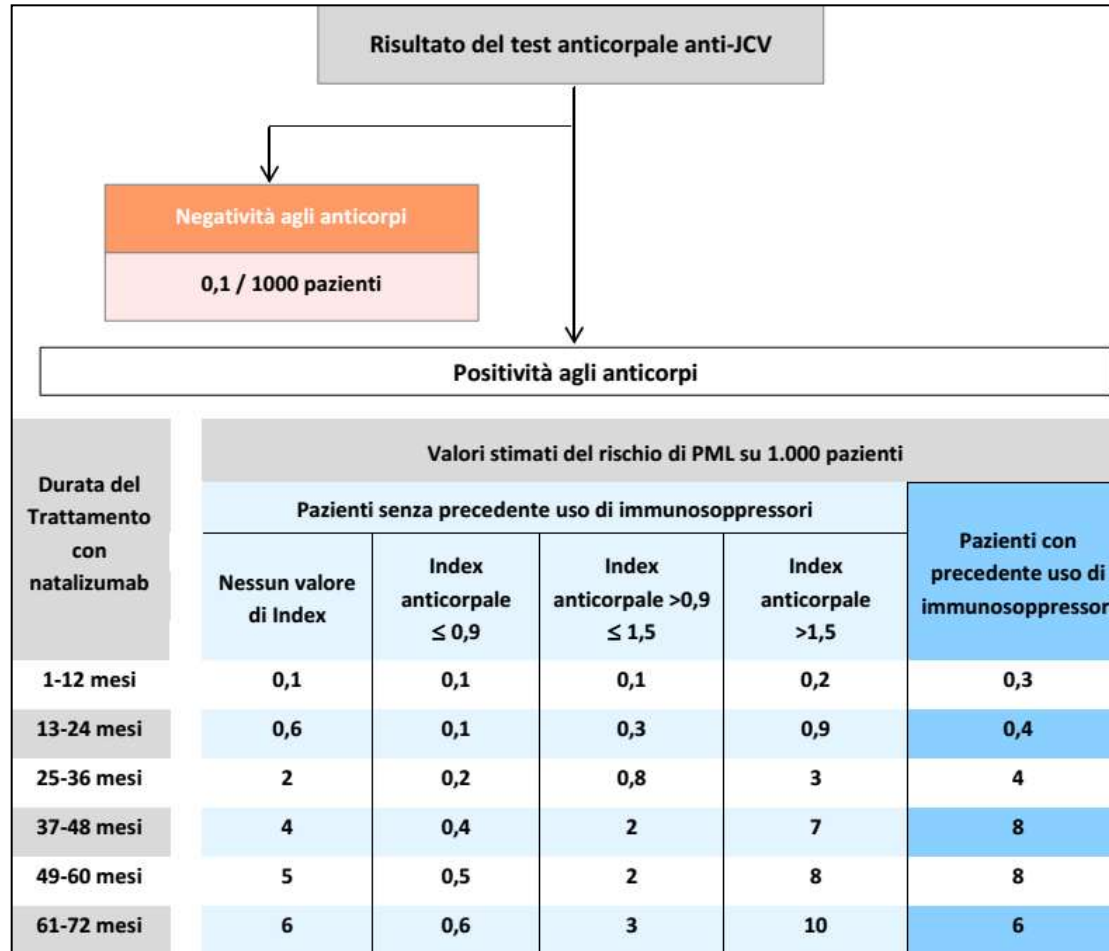 Risultato del test anticorpale anti-JCV
Negatività agli anticorpi
0,1 / 1000 pazienti
Positività agli anticorpi
Durata del
Trattamento
con
natalizumab
Valori stimati del rischio di PML su 1.000 pazienti
Pazienti senza precedente uso di immunosoppressori
Pazienti con
precedente uso di
immunosoppressor
Nessun valore
di Index
Index
anticorpale
≤ 0,9
Index
anticorpale >0,9
≤ 1,5
Index
anticorpale
>1,5
1-12 mesi 0,1 0,1 0,1 0,2 0,3
13-24 mesi 0,6 0,1 0,3 0,9 0,4
25-36 mesi 2 0,2 0,8 3 4
37-48 mesi 4 0,4 2 7 8
49-60 mesi 5 0,5 2 8 8
61-72 mesi 6 0,6 3 10 6